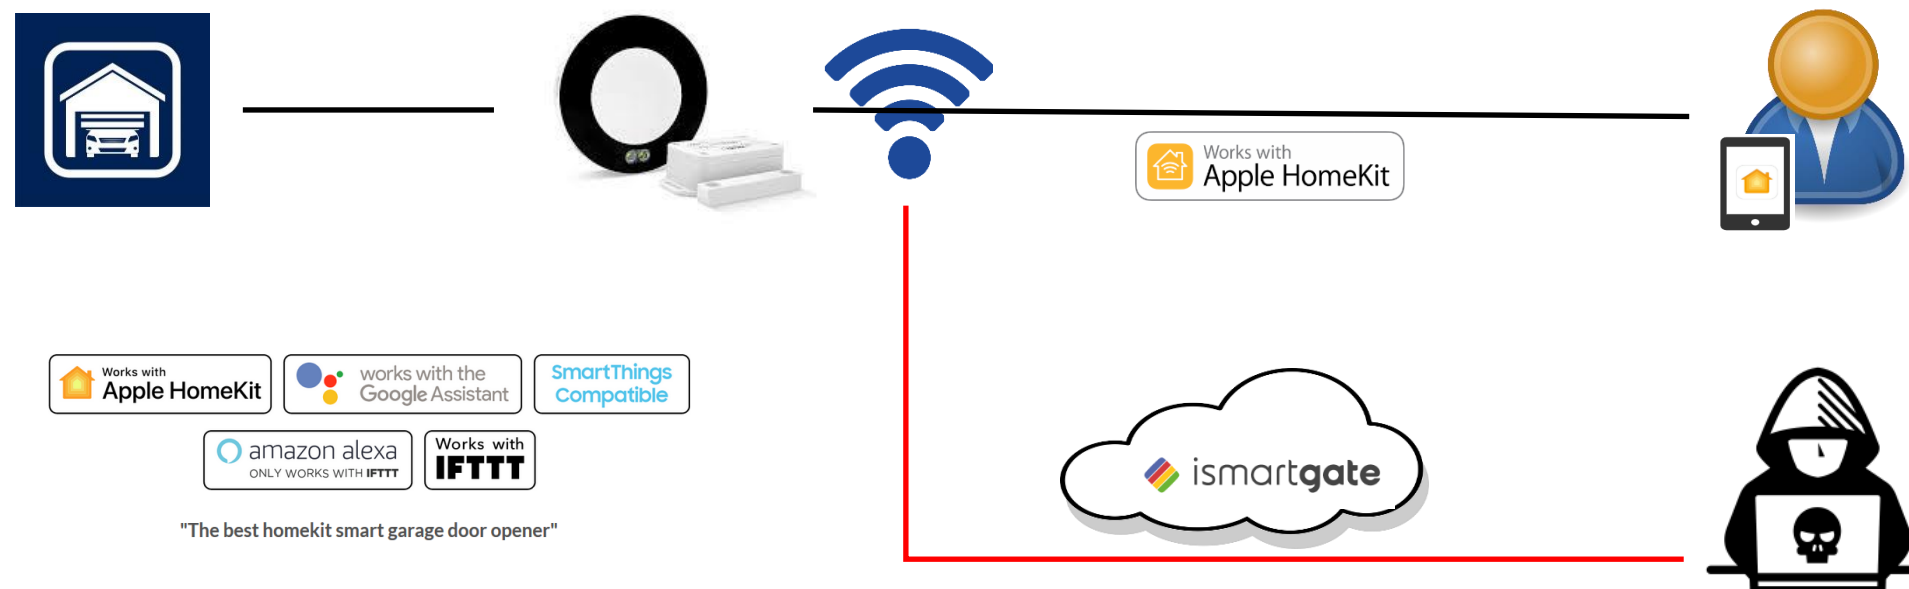 Works with
Apple HomeKit
Works with
Apple HomeKit
works with the
Google Assistant
SmartThings
Compatible
amazon alexa
ONLY WORKS WITH IFTTT
Works with
IFTTT
ismartgate
"The best homekit smart garage door opener"